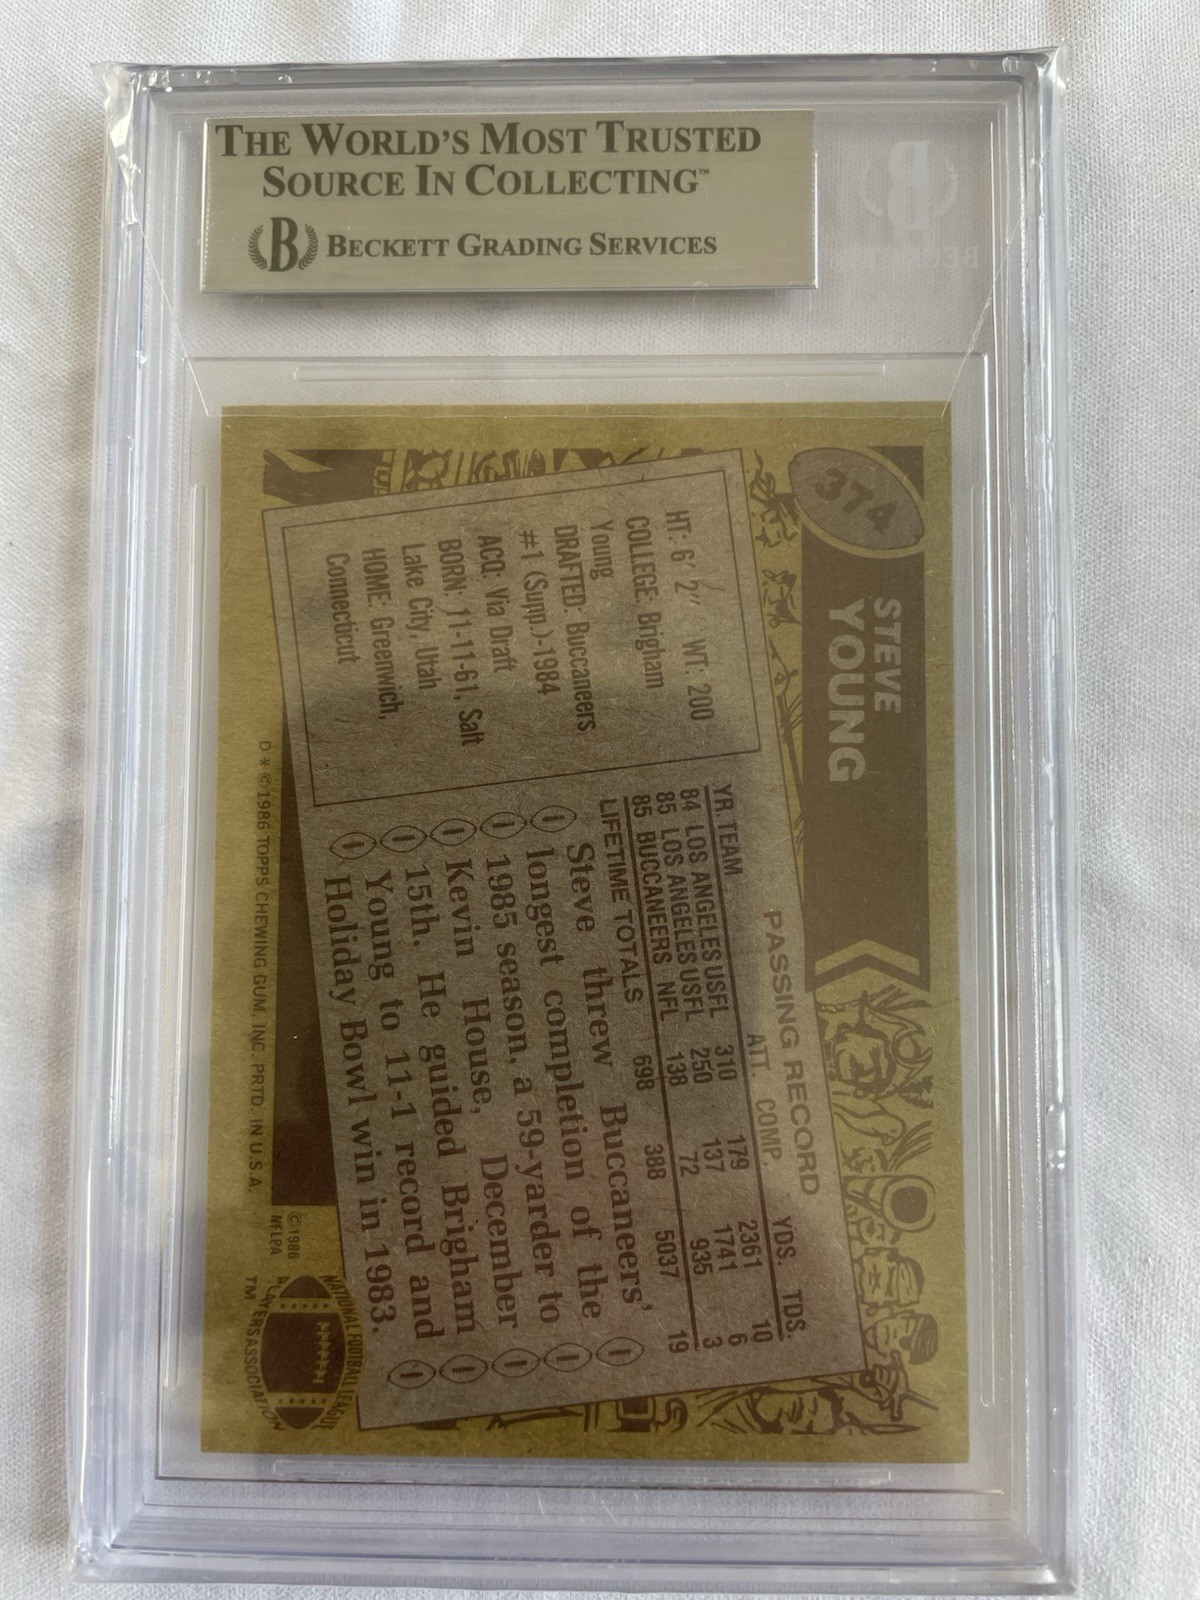 THE WORLD'S MOST TRUSTED
SOURCE IN COLLECTING™
B BECKETT GRADING SERVICES
374
STEVE
YOUNG
HT: 6' 2" WT: 200
COLLEGE: Brigham
Young
DRAFTED: Buccaneers
#1 (Supp.)-1984
ACQ: Via Draft
BORN: 11-11-61, Salt
Lake City, Utah
HOME: Greenwich,
Connecticut
PASSING RECORD
YR. TEAM ATT. COMP. YDS. TDS.
84 LOS ANGELES USFL 310 179 2361 10
85 LOS ANGELES USFL 250 137 1741 6
85 BUCCANEERS NFL 138 72 935 3
LIFETIME TOTALS 698 388 5037 19
Steve threw Buccaneers'
longest completion of the
1985 season, a 59-yarder to
Kevin House, December
15th. He guided Brigham
Young to 11-1 record and
Holiday Bowl win in 1983.
D * © 1986 TOPPS CHEWING GUM, INC. PRTD. IN U.S.A.
© 1986
NFLPA
NATIONAL FOOTBALL LEAGUE
PLAYERS ASSOCIATION
TM